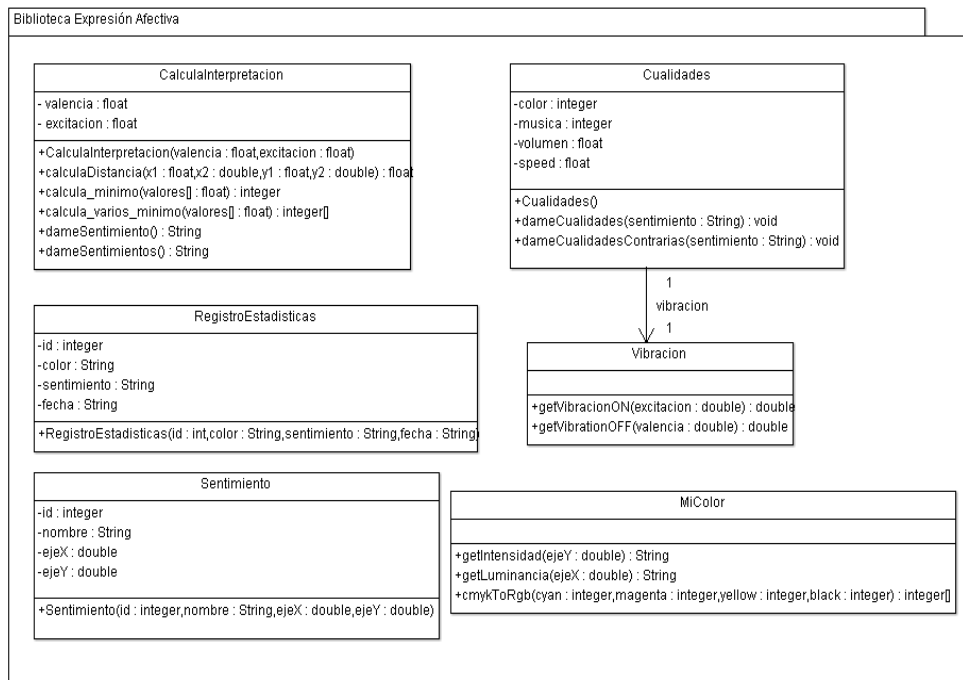 Biblioteca Expresión Afectiva
CalculaInterpretacion
- valencia : float
- excitacion : float
+CalculaInterpretacion(valencia : float,excitacion : float)
+calculaDistancia(x1 : float,x2 : double,y1 : float,y2 : double) : float
+calcula_minimo(valores[] : float) : integer
+calcula_varios_minimo(valores[] : float) : integer[]
+dameSentimiento() : String
+dameSentimientos() : String
Cualidades
-color : integer
-musica : integer
-volumen : float
-speed : float
+Cualidades()
+dameCualidades(sentimiento : String) : void
+dameCualidadesContrarias(sentimiento : String) : void
1
vibracion
1
Vibracion
+getVibracionON(excitacion : double) : double
+getVibrationOFF(valencia : double) : double
RegistroEstadisticas
-id : integer
-color : String
-sentimiento : String
-fecha : String
+RegistroEstadisticas(id : int,color : String,sentimiento : String,fecha : String)
Sentimiento
-id : integer
-nombre : String
-ejeX : double
-ejeY : double
+Sentimiento(id : integer,nombre : String,ejeX : double,ejeY : double)
MiColor
+getIntensidad(ejeY : double) : String
+getLuminancia(ejeX : double) : String
+cmykToRgb(cyan : integer,magenta : integer,yellow : integer,black : integer) : integer[]